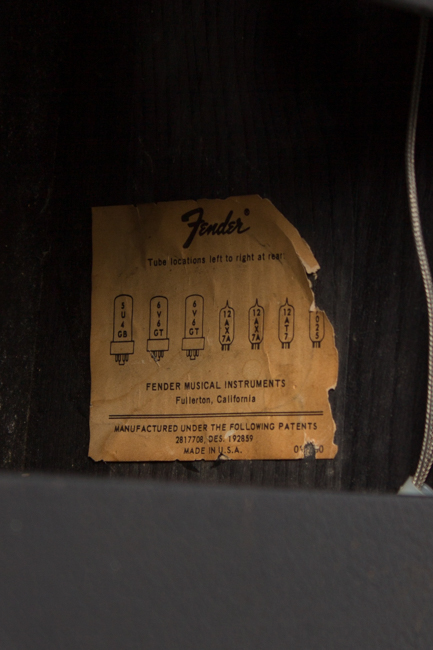 Fender®
Tube locations left to right at rear:
5U4GB 6V6GT 6V6GT 12AX7A 12AX7A 12AT7
FENDER MUSICAL INSTRUMENTS
Fullerton, California
MANUFACTURED UNDER THE FOLLOWING PATENTS
2817708, DES. 192859
MADE IN U.S.A.